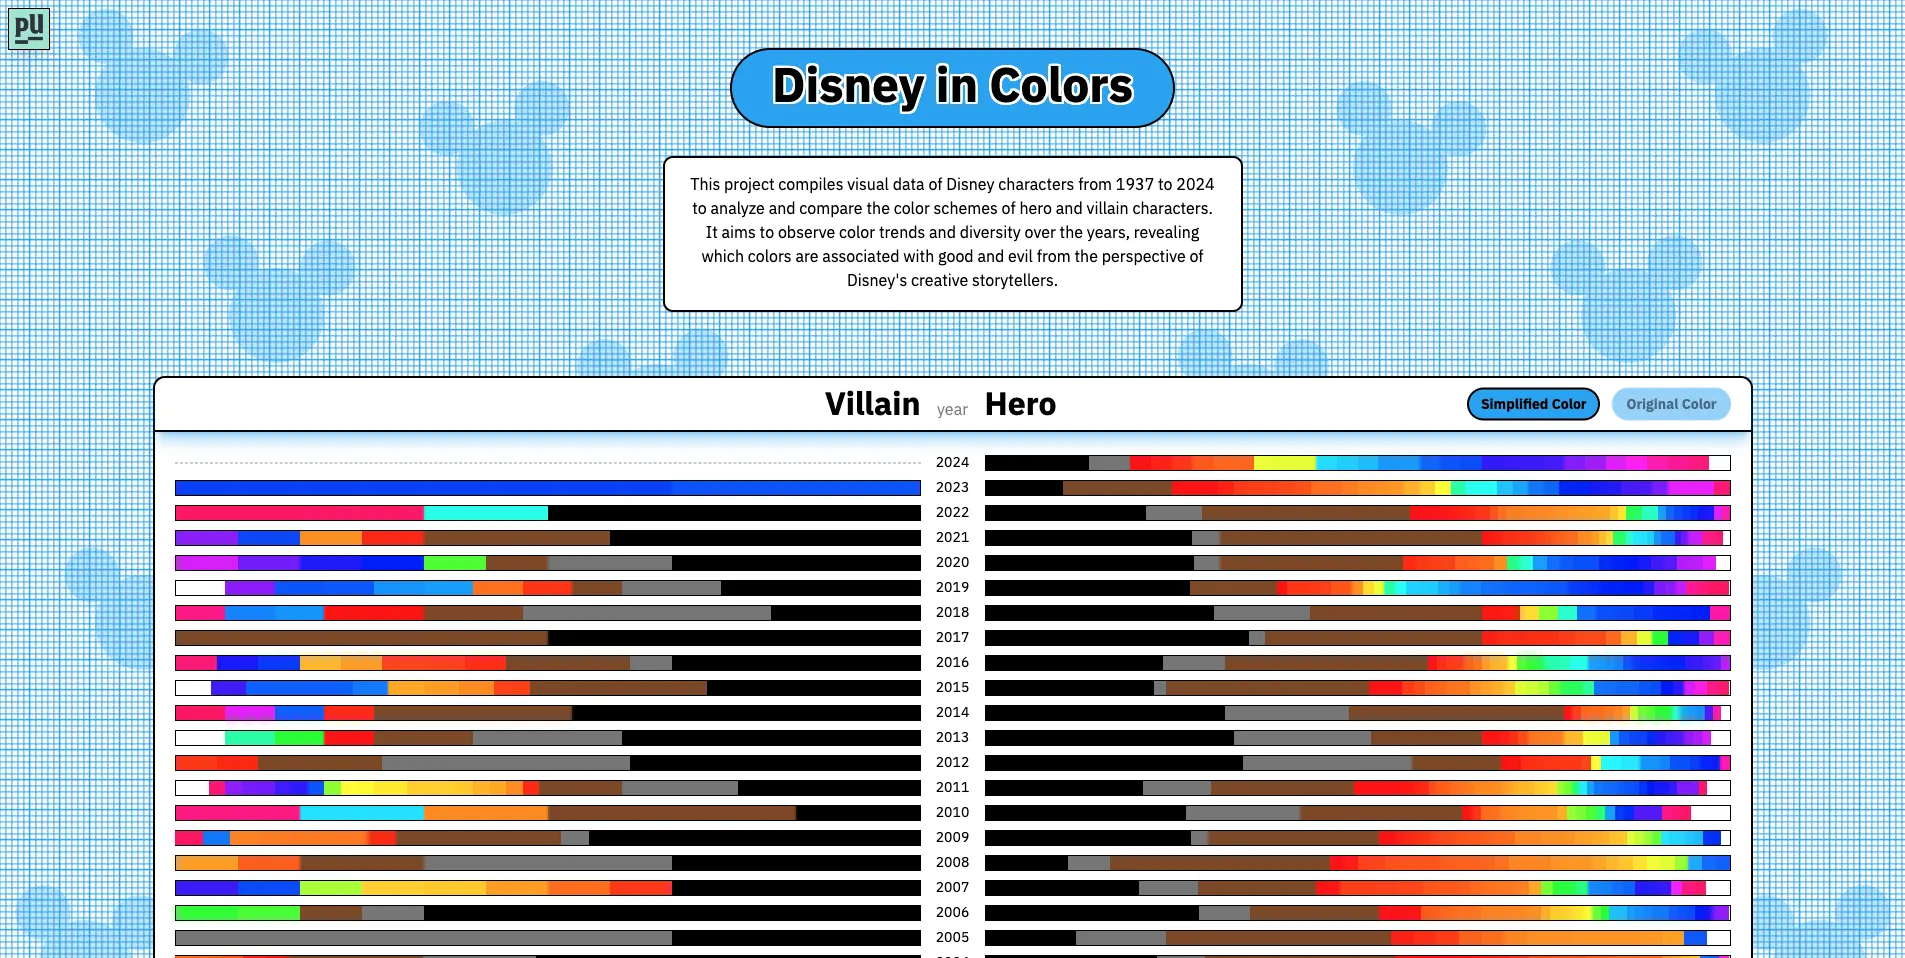 pU
Disney in Colors
This project compiles visual data of Disney characters from 1937 to 2024
to analyze and compare the color schemes of hero and villain characters.
It aims to observe color trends and diversity over the years, revealing
which colors are associated with good and evil from the perspective of
Disney's creative storytellers.
Villain year Hero
Simplified Color
Original Color
2024
2023
2022
2021
2020
2019
2018
2017
2016
2015
2014
2013
2012
2011
2010
2009
2008
2007
2006
2005